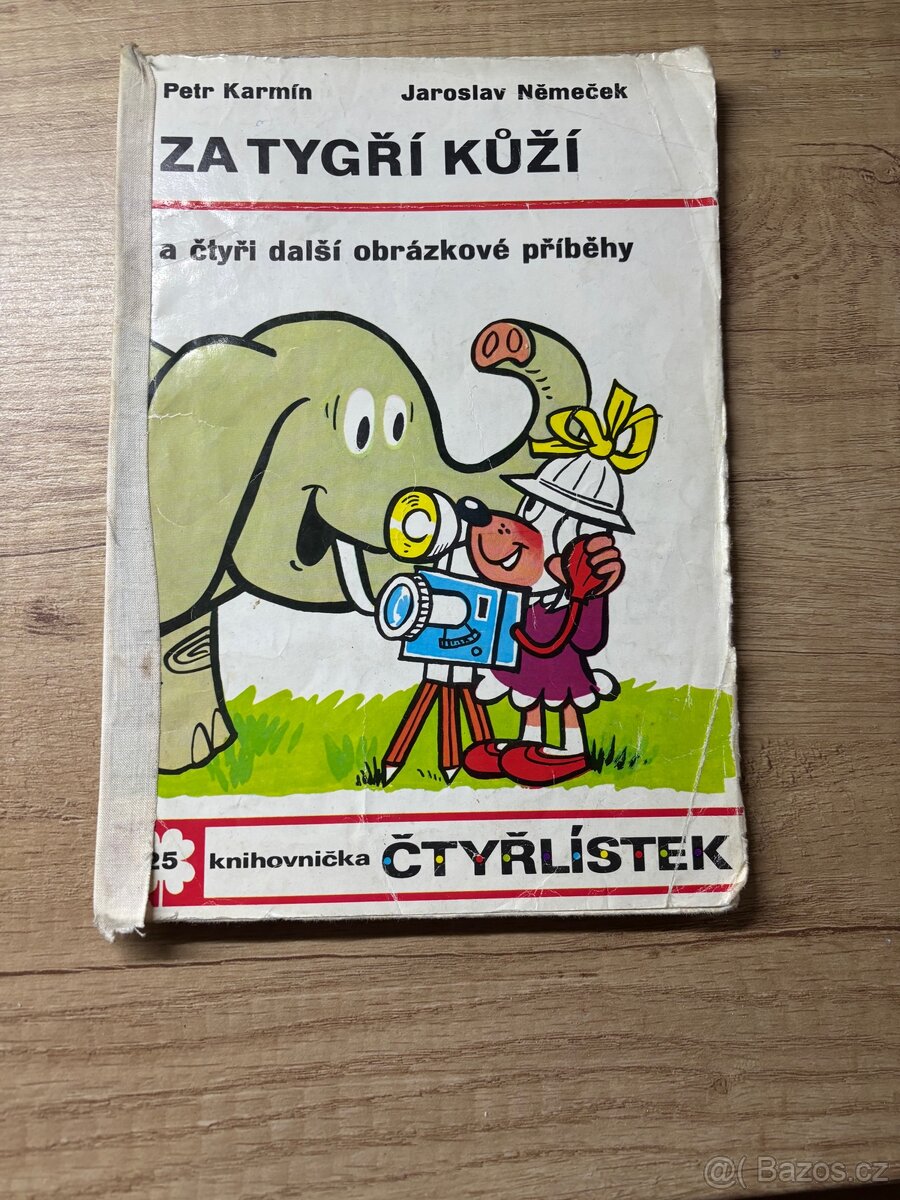 Petr Karmín Jaroslav Němeček
ZA TYGŘÍ KŮŽÍ
a čtyři další obrázkové příběhy
25 knihovnička ČTYŘLÍSTEK
@( Bazos.cz